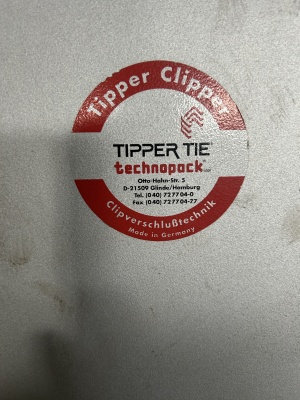 Tipper Clipper
TIPPER TIE
technopack
Otto-Hahn-Str. 5
D-21509 Glinde/Hamburg
Tel. (040) 727704-0
Fax (040) 727704-77
Clipverschlußtechnik
Made in Germany